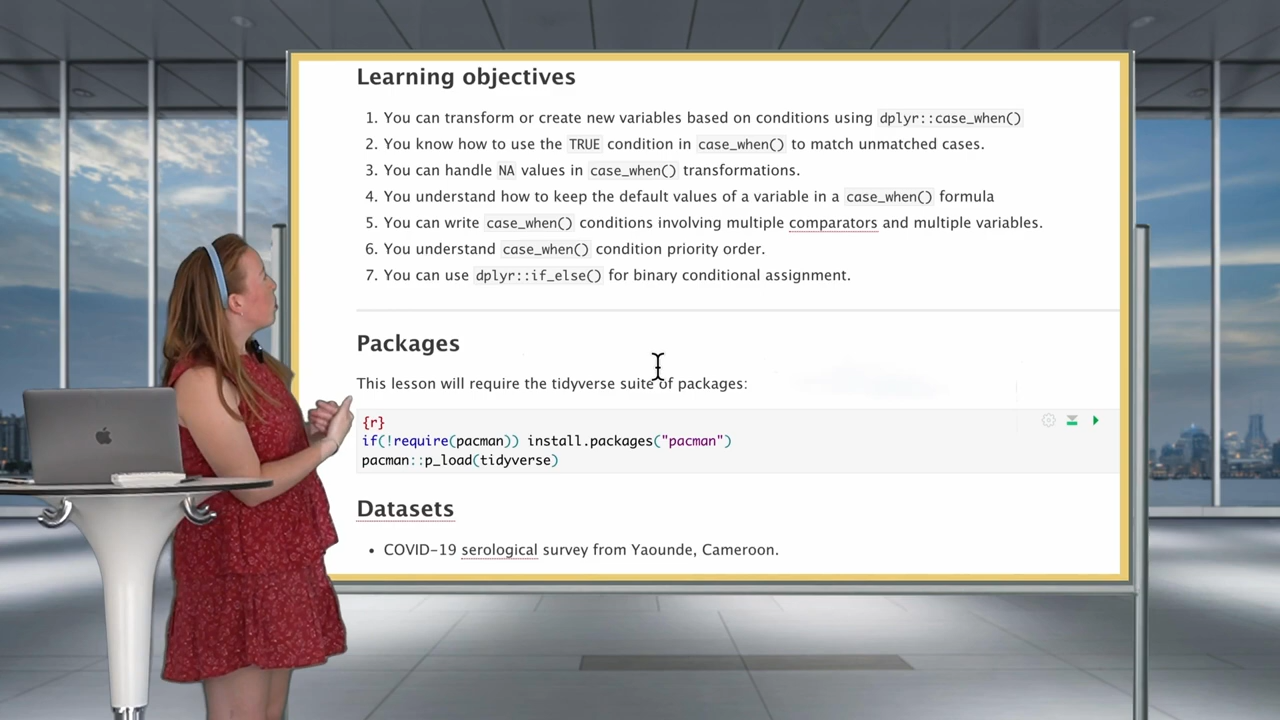 Learning objectives
1. You can transform or create new variables based on conditions using dplyr::case_when()
2. You know how to use the TRUE condition in case_when() to match unmatched cases.
3. You can handle NA values in case_when() transformations.
4. You understand how to keep the default values of a variable in a case_when() formula
5. You can write case_when() conditions involving multiple comparators and multiple variables.
6. You understand case_when() condition priority order.
7. You can use dplyr::if_else() for binary conditional assignment.
Packages
This lesson will require the tidyverse suite of packages:
{r}
if(!require(pacman)) install.packages("pacman")
pacman::p_load(tidyverse)
Datasets
• COVID-19 serological survey from Yaounde, Cameroon.